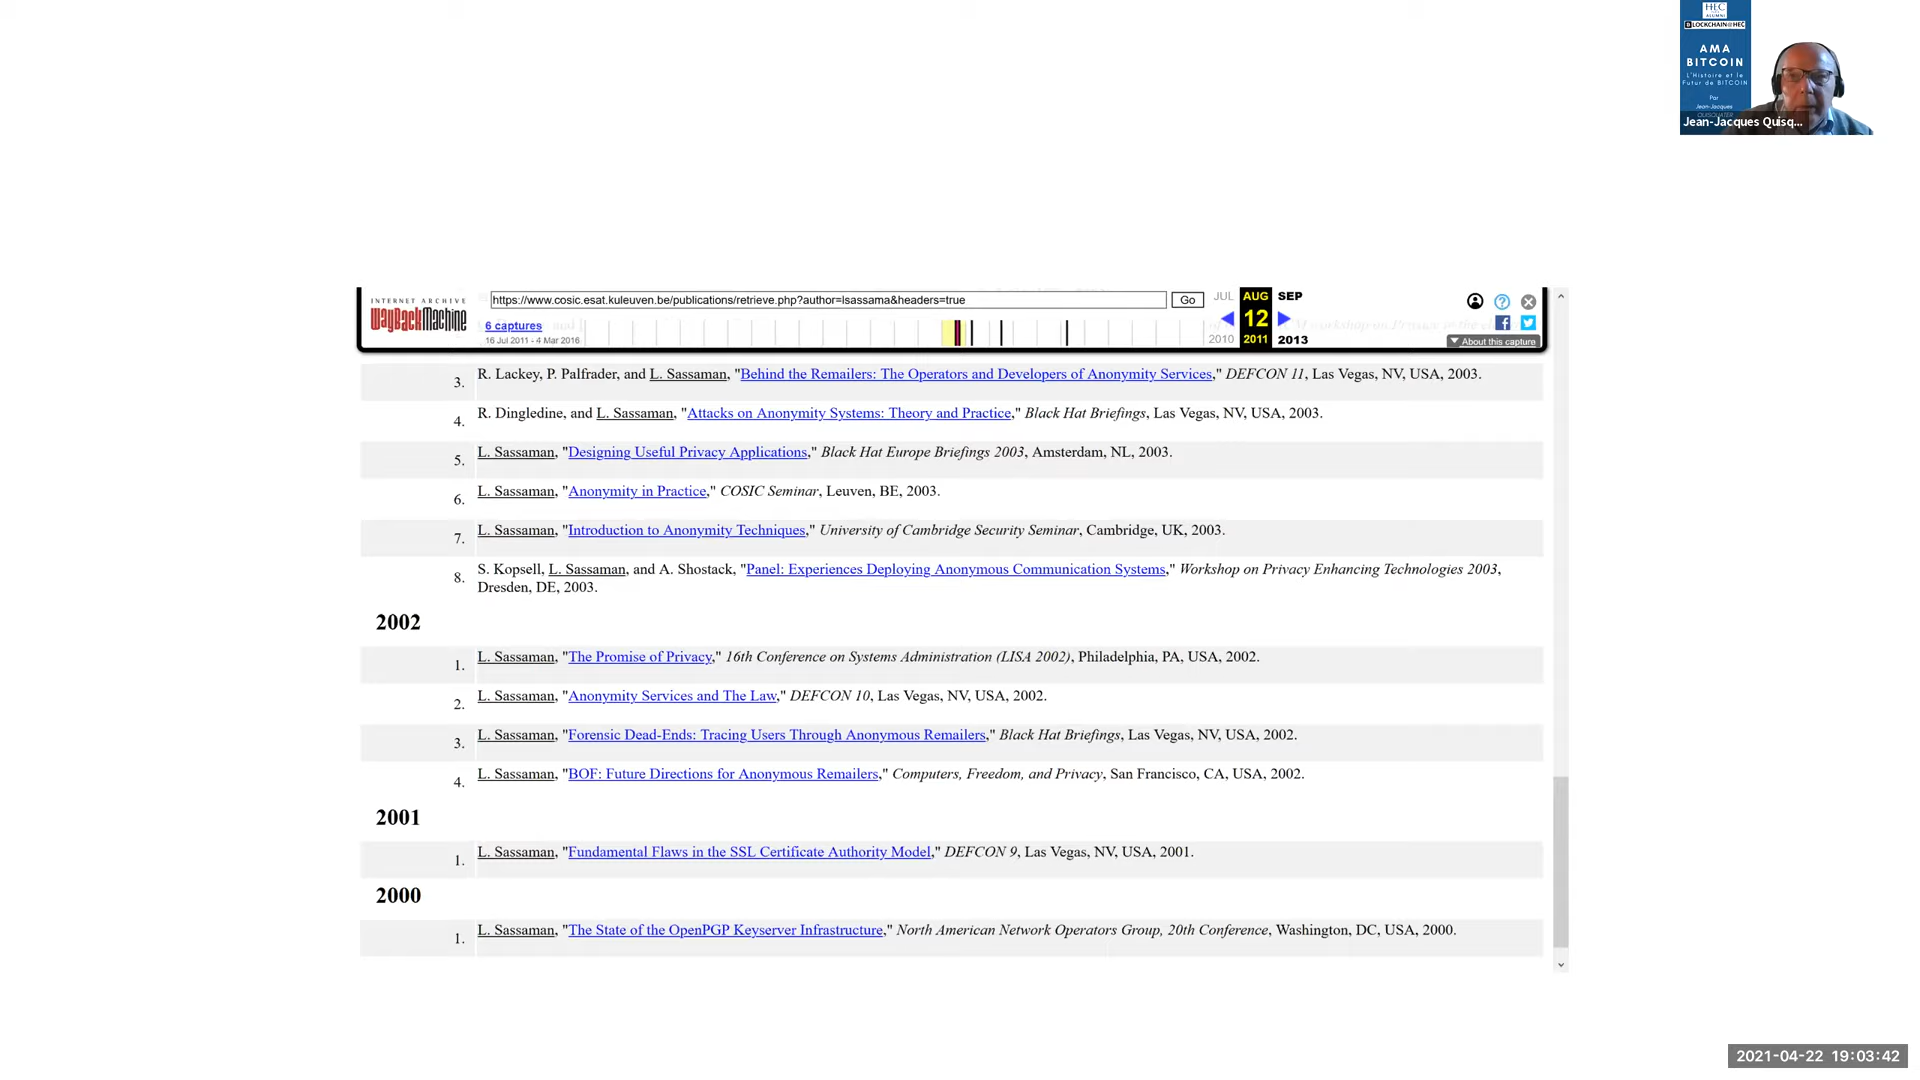 HEC
ALUMNI
BLOCKCHAIN@HEC
AMA
BITCOIN
L'Histoire et le
Futur de BITCOIN
Par
Jean-Jacques
Jean-Jacques Quisq...
INTERNET ARCHIVE
WayBackMachine
https://www.cosic.esat.kuleuven.be/publications/retrieve.php?author=lsassama&headers=true
Go
JUL AUG SEP
6 captures
12
16 Jul 2011 - 4 Mar 2016
2010 2011 2013
About this capture
3. R. Lackey, P. Palfrader, and L. Sassaman, "Behind the Remailers: The Operators and Developers of Anonymity Services," DEFCON 11, Las Vegas, NV, USA, 2003.
4. R. Dingledine, and L. Sassaman, "Attacks on Anonymity Systems: Theory and Practice," Black Hat Briefings, Las Vegas, NV, USA, 2003.
5. L. Sassaman, "Designing Useful Privacy Applications," Black Hat Europe Briefings 2003, Amsterdam, NL, 2003.
6. L. Sassaman, "Anonymity in Practice," COSIC Seminar, Leuven, BE, 2003.
7. L. Sassaman, "Introduction to Anonymity Techniques," University of Cambridge Security Seminar, Cambridge, UK, 2003.
8. S. Kopsell, L. Sassaman, and A. Shostack, "Panel: Experiences Deploying Anonymous Communication Systems," Workshop on Privacy Enhancing Technologies 2003,
Dresden, DE, 2003.
2002
1. L. Sassaman, "The Promise of Privacy," 16th Conference on Systems Administration (LISA 2002), Philadelphia, PA, USA, 2002.
2. L. Sassaman, "Anonymity Services and The Law," DEFCON 10, Las Vegas, NV, USA, 2002.
3. L. Sassaman, "Forensic Dead-Ends: Tracing Users Through Anonymous Remailers," Black Hat Briefings, Las Vegas, NV, USA, 2002.
4. L. Sassaman, "BOF: Future Directions for Anonymous Remailers," Computers, Freedom, and Privacy, San Francisco, CA, USA, 2002.
2001
1. L. Sassaman, "Fundamental Flaws in the SSL Certificate Authority Model," DEFCON 9, Las Vegas, NV, USA, 2001.
2000
1. L. Sassaman, "The State of the OpenPGP Keyserver Infrastructure," North American Network Operators Group, 20th Conference, Washington, DC, USA, 2000.
2021-04-22 19:03:42